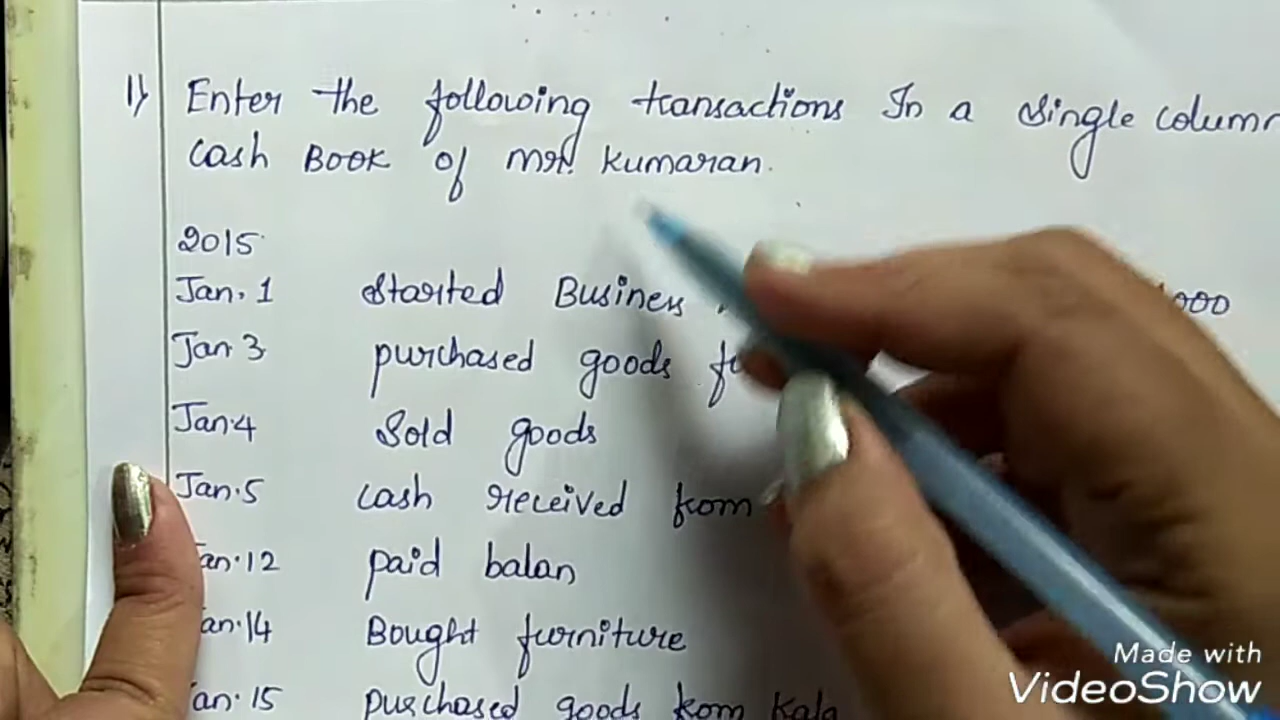 1) Enter the following transactions In a single column
cash BOOK of Mr. Kumaran.
2015
Jan. 1 Started Business 000
Jan 3 purchased goods
Jan.4 Sold goods
Jan.5 cash received from
Jan.12 paid balan
Jan.14 Bought furniture
Jan.15 purchased goods from Kala
Made with
VideoShow